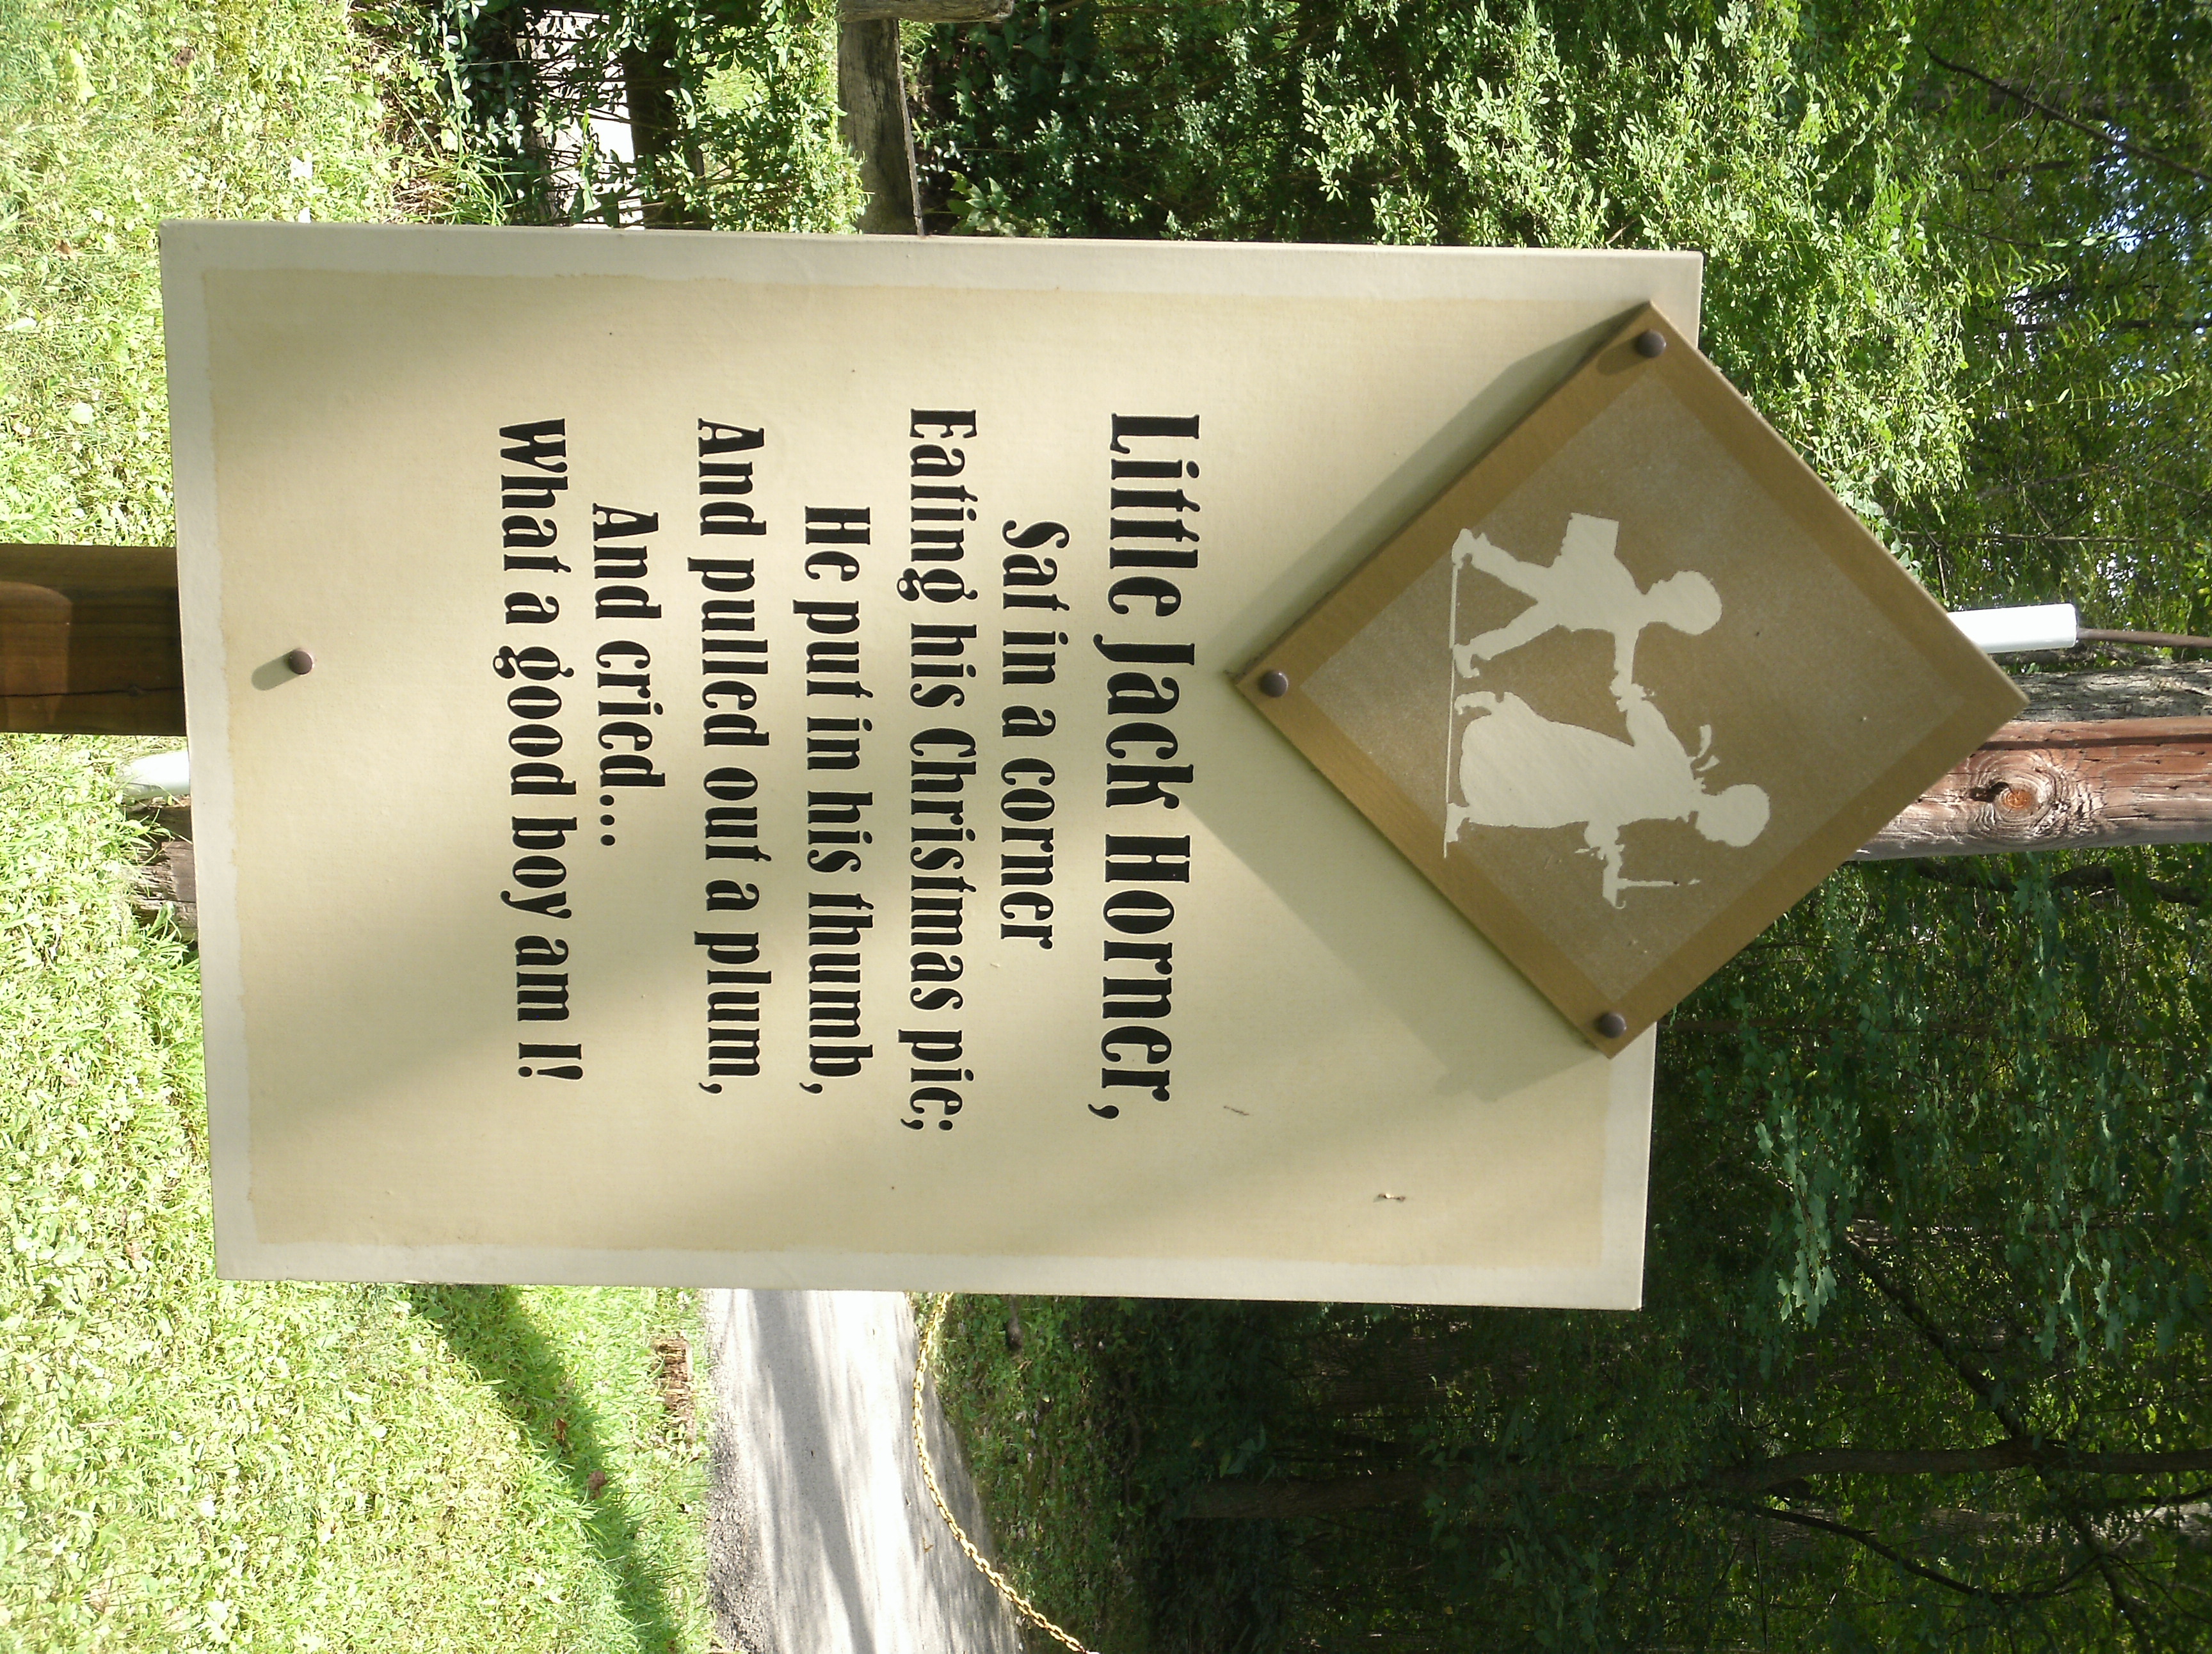 Little Jack Horner,
Sat in a corner
Eating his Christmas pie;
He put in his thumb,
And pulled out a plum,
And cried...
What a good boy am I!